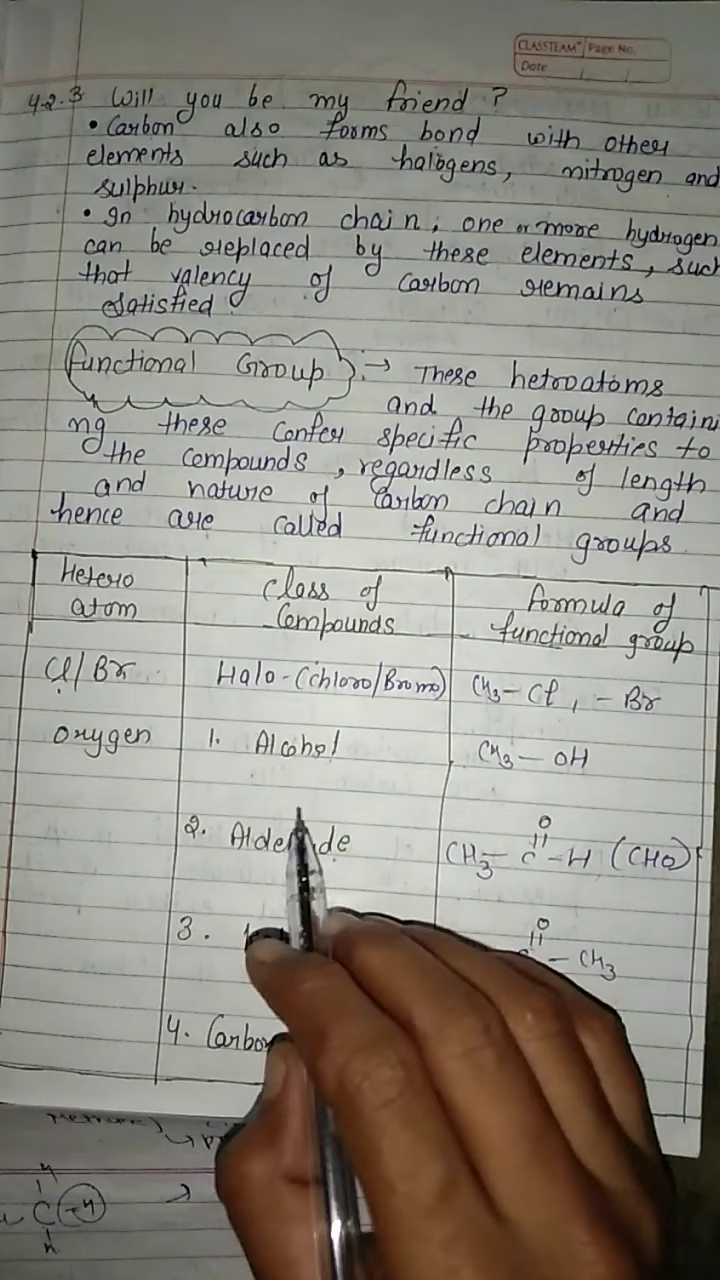 CLASSTEAM Page No.
Date
4.2.3 Will you be my friend ?
• Carbon also forms bond with other
elements such as halogens, nitrogen and
sulphur.
• In hydrocarbon chain, one or more hydrogen
can be replaced by these elements, such
that valency of carbon remains
satisfied.
Functional Group :→ These hetroatoms
and the group containi
ng these confer specific properties to
the compounds, regardless of length
and nature of Carbon chain and
hence are called functional groups.
Hetero atom
Class of Compounds
Formula of functional group
Cl/Br Halo-(chloro/Bromo) CH₃-Cl, -Br
oxygen 1. Alcohol CH₃-OH
O
2. CH₃-C-H (CHO)
O
3. -CH₃
4.
C